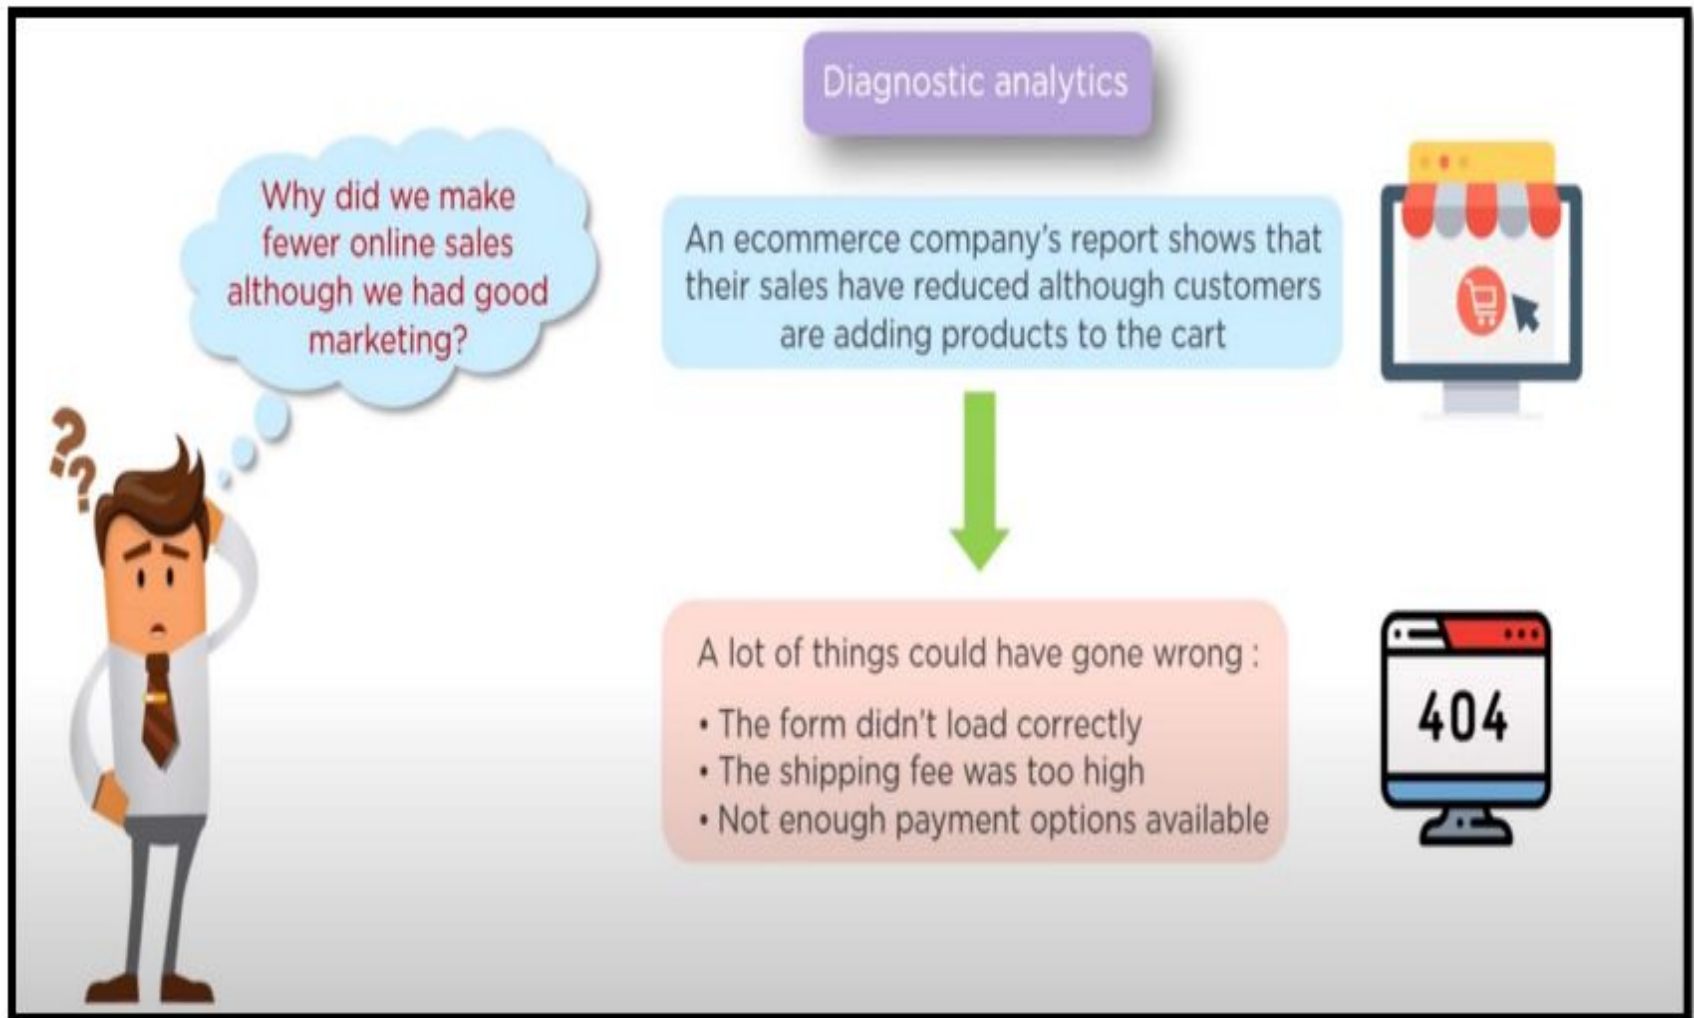 Diagnostic analytics
Why did we make
fewer online sales
although we had good
marketing?
An ecommerce company's report shows that
their sales have reduced although customers
are adding products to the cart
??
A lot of things could have gone wrong :
• The form didn't load correctly
• The shipping fee was too high
• Not enough payment options available
404